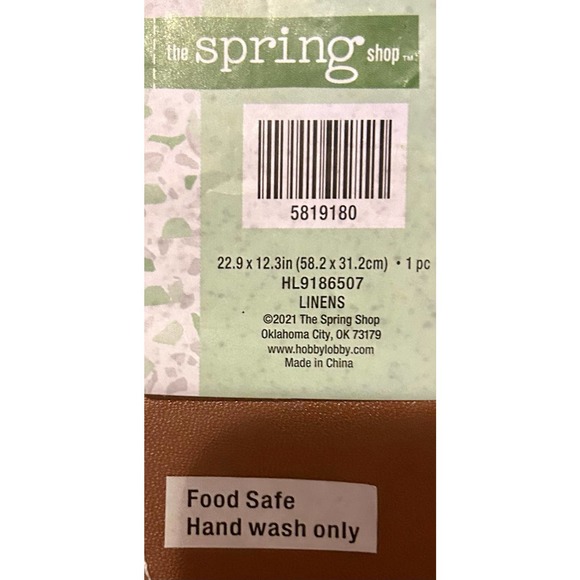 the spring shop™
5819180
22.9 x 12.3in (58.2 x 31.2cm) • 1 pc
HL9186507
LINENS
©2021 The Spring Shop
Oklahoma City, OK 73179
www.hobbylobby.com
Made in China
Food Safe
Hand wash only